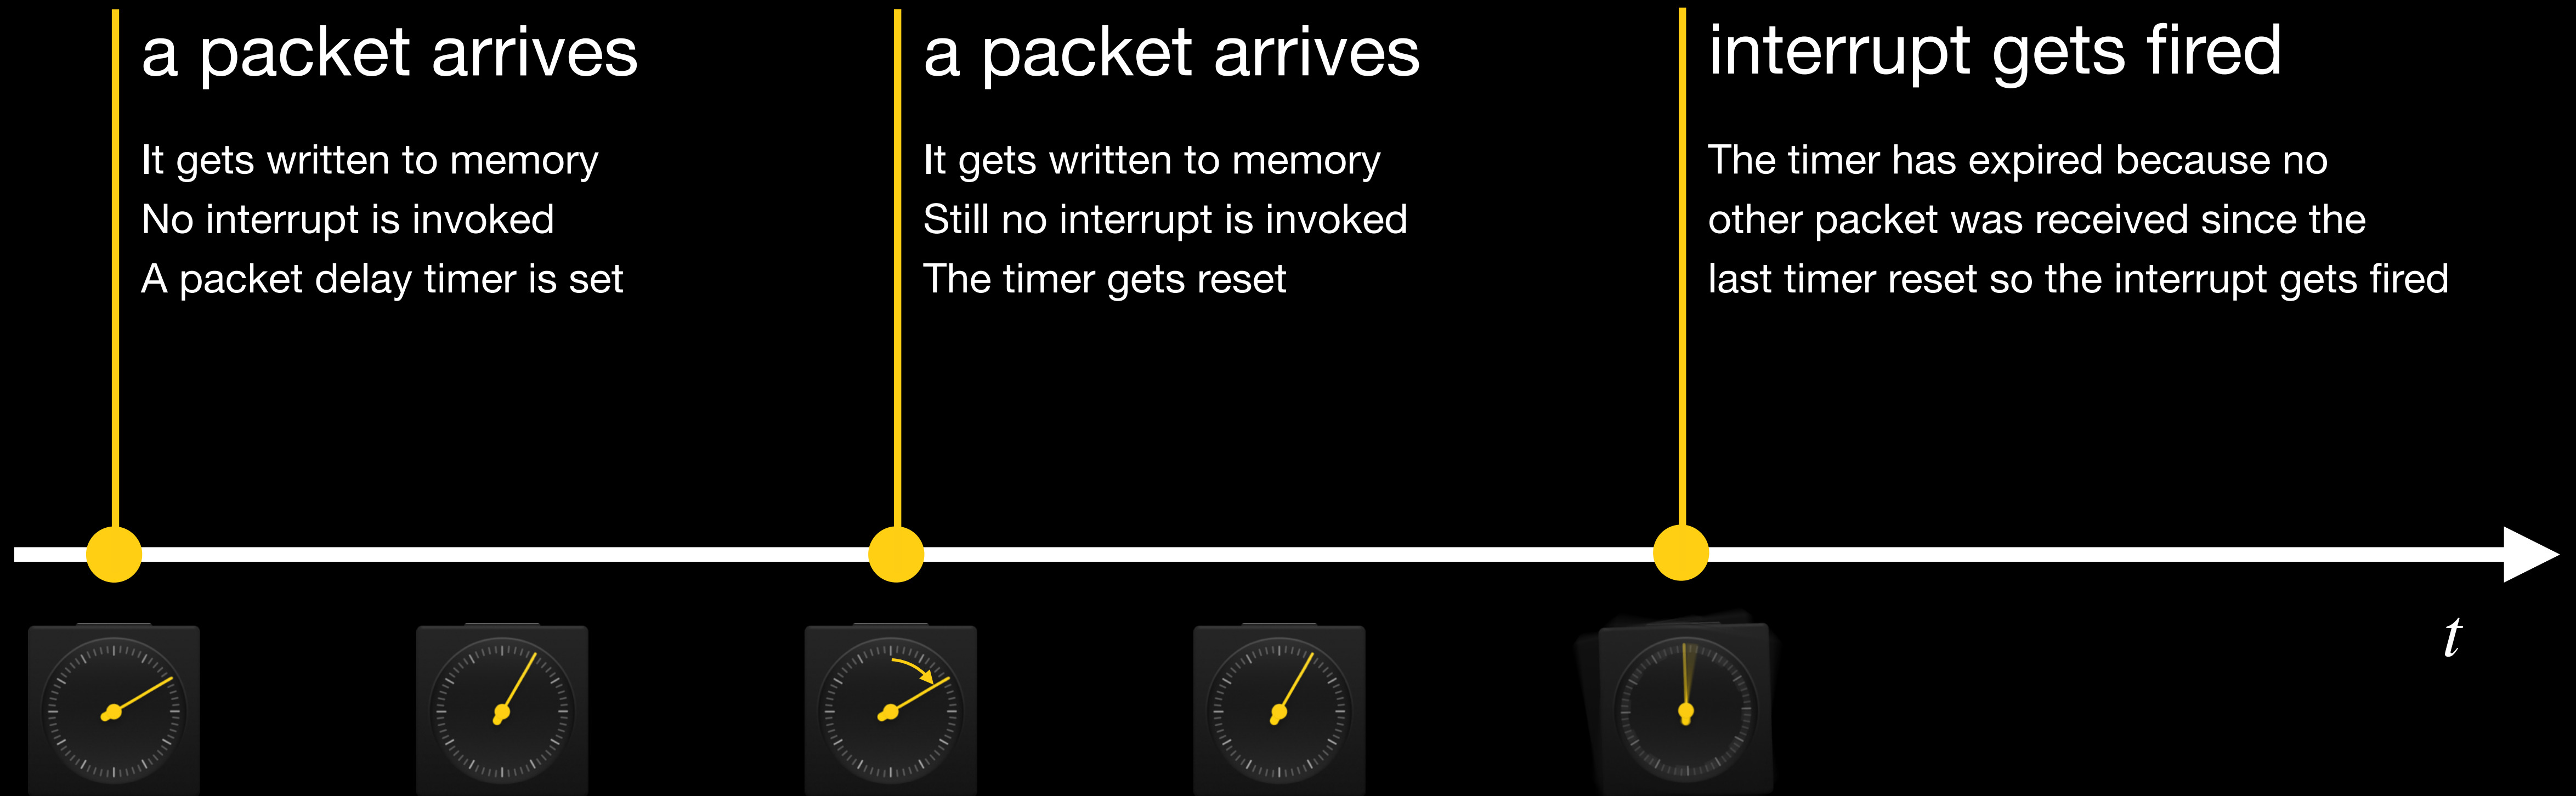 a packet arrives
It gets written to memory
No interrupt is invoked
A packet delay timer is set
a packet arrives
It gets written to memory
Still no interrupt is invoked
The timer gets reset
interrupt gets fired
The timer has expired because no
other packet was received since the
last timer reset so the interrupt gets fired
t